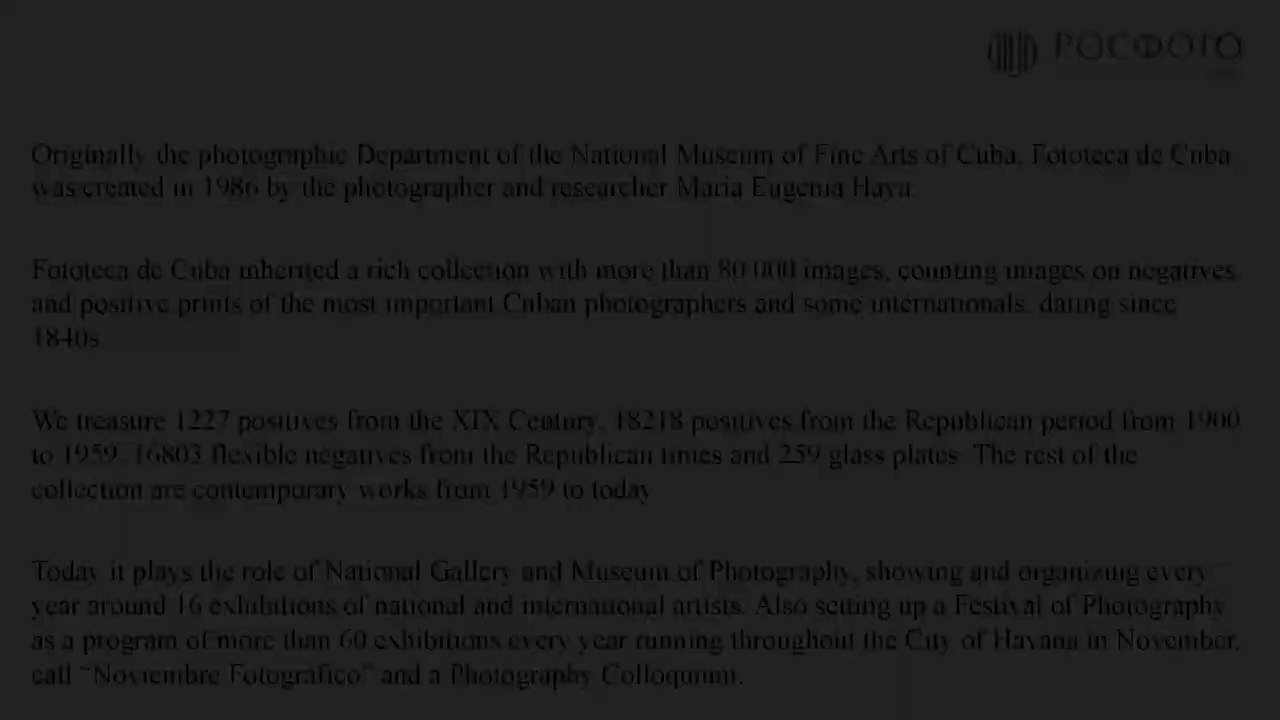 РОСФОТО
Originally the photographic Department of the National Museum of Fine Arts of Cuba, Fototeca de Cuba
was created in 1986 by the photographer and researcher Maria Eugenia Haya
Fototeca de Cuba inherited a rich collection with more than 80 000 images, counting images on negatives
and positive prints of the most important Cuban photographers and some internationals, dating since
1840s
We treasure 1227 positives from the XIX Century, 18218 positives from the Republican period from 1900
to 1959, 16803 flexible negatives from the Republican times and 259 glass plates. The rest of the
collection are contemporary works from 1959 to today
Today it plays the role of National Gallery and Museum of Photography, showing and organizing every
year around 16 exhibitions of national and international artists. Also setting up a Festival of Photography
as a program of more than 60 exhibitions every year running throughout the City of Havana in November,
call “Noviembre Fotografico” and a Photography Colloquium.